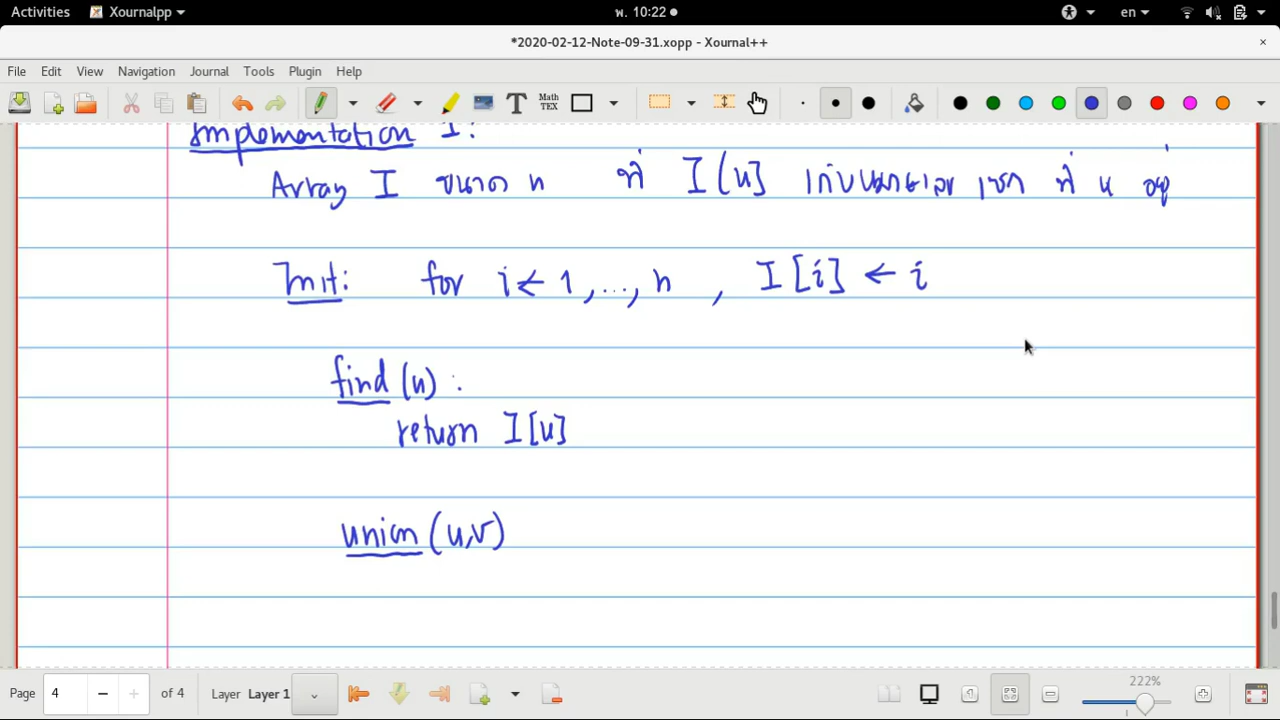 Activities Xournalpp พ. 10:22 en
*2020-02-12-Note-09-31.xopp - Xournal++
File Edit View Navigation Journal Tools Plugin Help
Math TEX
Implementation I:
Array I ขนาด n ที่ I[u] เก็บหมายเลข เซต ที่ u อยู่
Init: for i ← 1,..., n , I[i] ← i
find (u) :
return I[u]
union (u,v)
Page 4 of 4 Layer Layer 1 222%